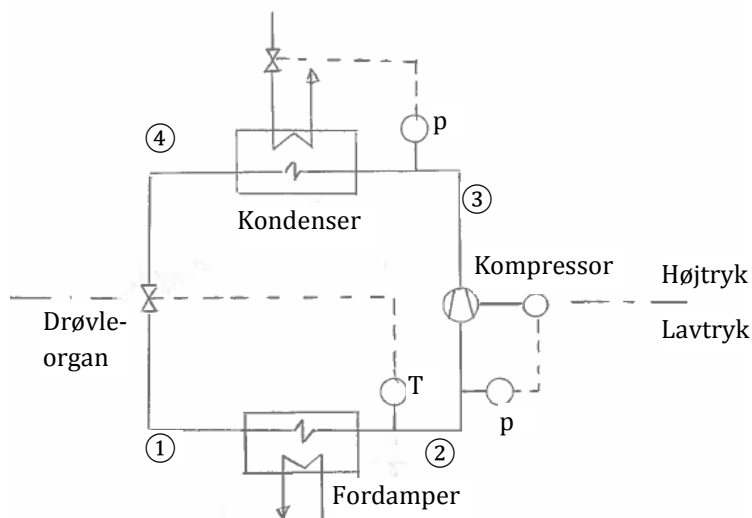 p
④
Kondenser
③
Kompressor
Højtryk
Drøvle-
organ
Lavtryk
T
p
①
②
Fordamper